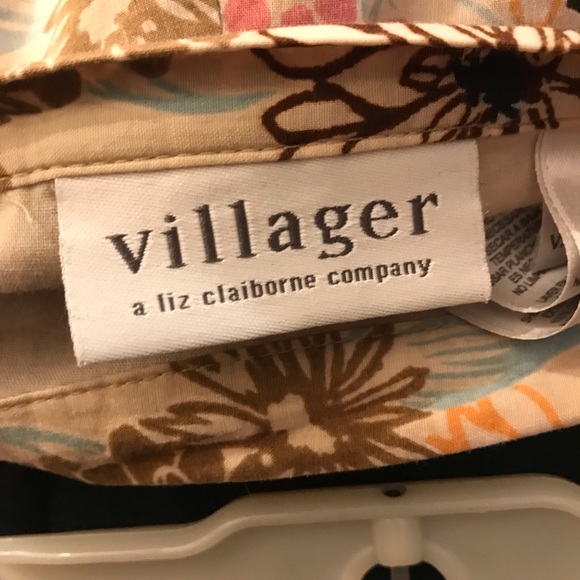 villager
a liz claiborne company